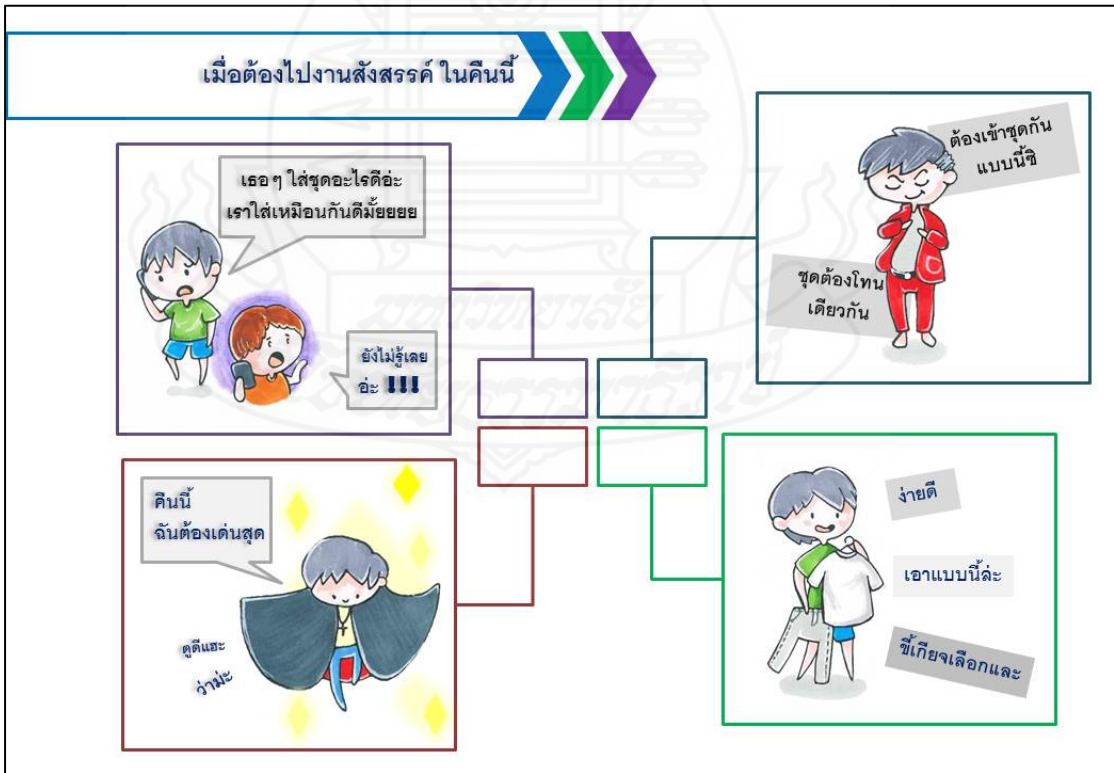 เมื่อต้องไปงานสังสรรค์ ในคืนนี้
เธอๆ ใส่ชุดอะไรดีอ่ะ
เราใส่เหมือนกันดีมั้ยยยย
ยังไม่รู้เลย
อ่ะ !!!
ต้องเข้าชุดกัน
แบบนี้ซิ
ชุดต้องโทน
เดียวกัน
คืนนี้
ฉันต้องเด่นสุด
ดูดีแฮะ
ว่าม่ะ
ง่ายดี
เอาแบบนี้ล่ะ
ขี้เกียจเลือกและ